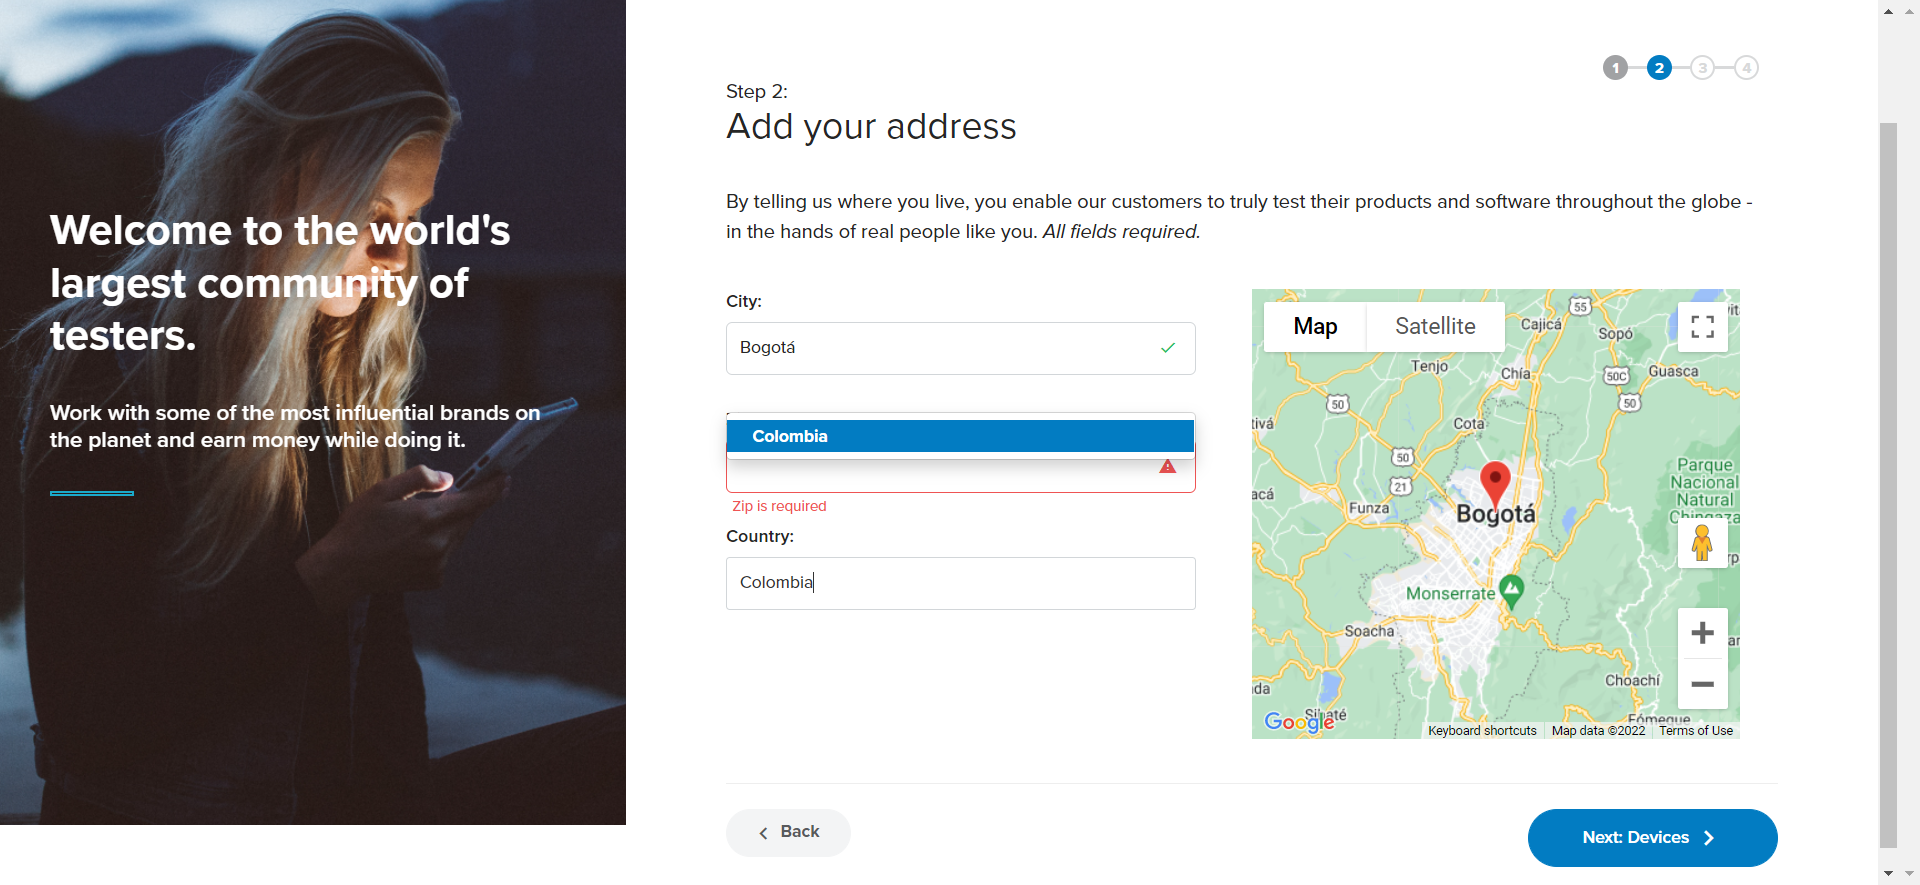 Welcome to the world's
largest community of
testers.
Work with some of the most influential brands on
the planet and earn money while doing it.
1
2
3
4
Step 2:
Add your address
By telling us where you live, you enable our customers to truly test their products and software throughout the globe -
in the hands of real people like you. All fields required.
City:
Bogotá
Colombia
Zip is required
Country:
Colombia
Map
Satellite
55
Cajicá
Sopó
Tenjo
Chía
50C
Guasca
50
50
Cota
50
21
Funza
Parque
Nacional
Natural
Chingaza
Bogotá
Monserrate
Soacha
Choachí
Sibaté
Fómeque
Google
Keyboard shortcuts
Map data ©2022
Terms of Use
Back
Next: Devices